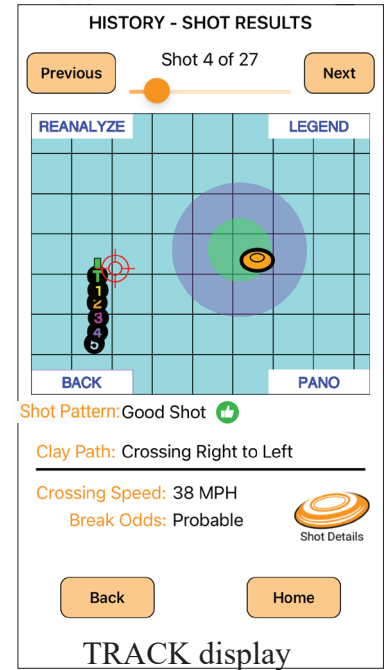 HISTORY - SHOT RESULTS
Previous
Shot 4 of 27
Next
REANALYZE
LEGEND
T
1
2
3
4
5
BACK
PANO
Shot Pattern: Good Shot
Clay Path: Crossing Right to Left
Crossing Speed: 38 MPH
Break Odds: Probable
Shot Details
Back
Home
TRACK display